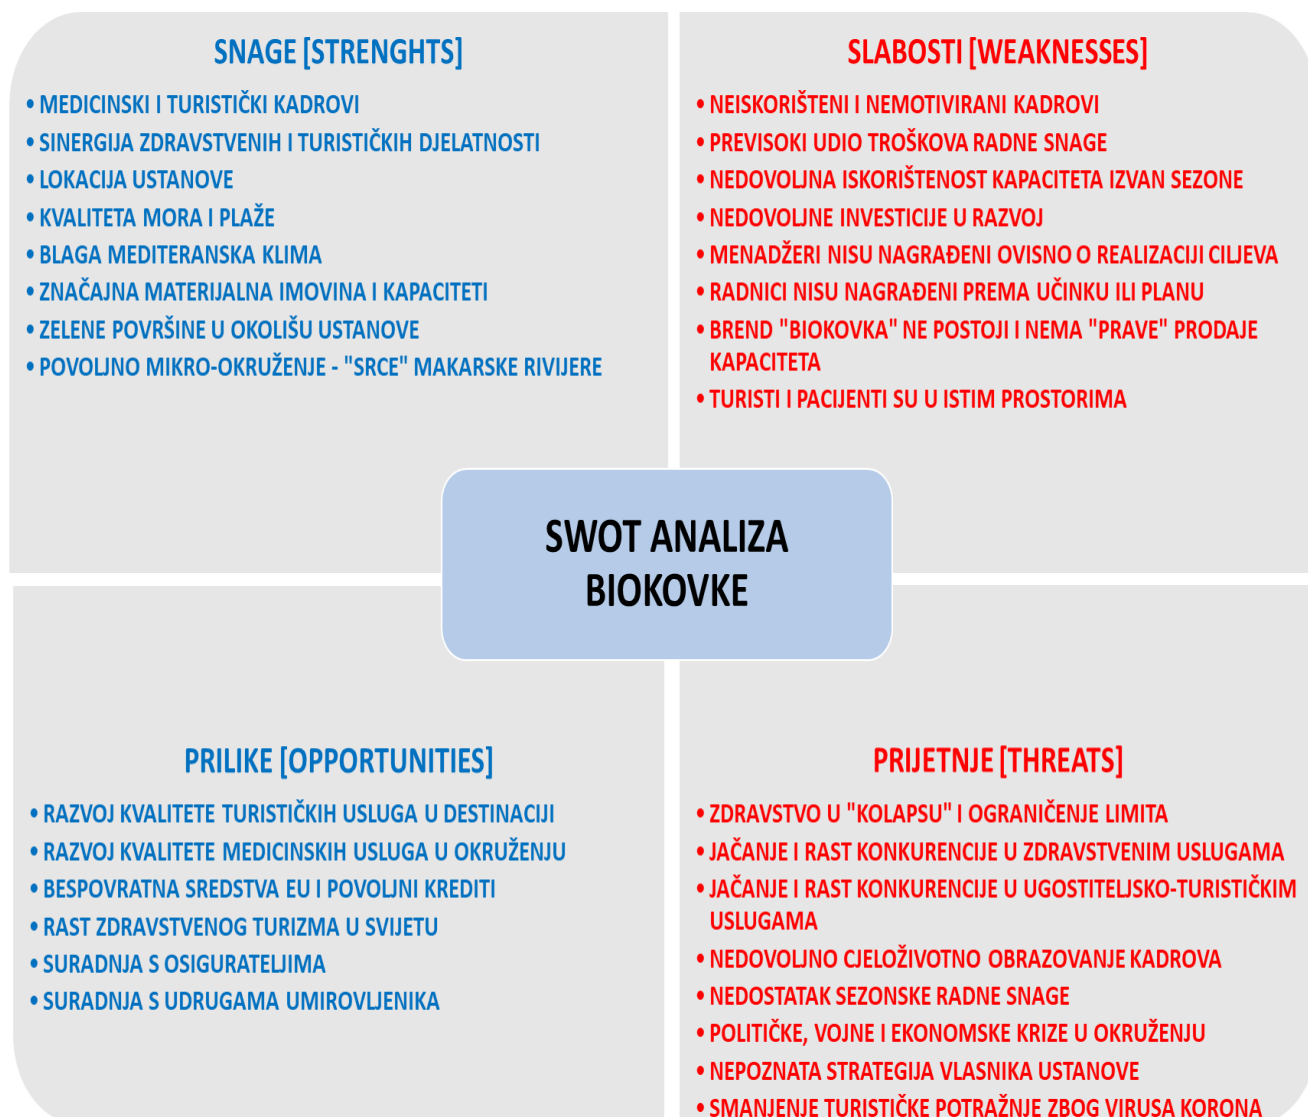 SNAGE [STRENGHTS]
• MEDICINSKI I TURISTIČKI KADROVI
• SINERGIJA ZDRAVSTVENIH I TURISTIČKIH DJELATNOSTI
• LOKACIJA USTANOVE
• KVALITETA MORA I PLAŽE
• BLAGA MEDITERANSKA KLIMA
• ZNAČAJNA MATERIJALNA IMOVINA I KAPACITETI
• ZELENE POVRŠINE U OKOLIŠU USTANOVE
• POVOLJNO MIKRO-OKRUŽENJE - "SRCE" MAKARSKE RIVIJERE
SLABOSTI [WEAKNESSES]
• NEISKORIŠTENI I NEMOTIVIRANI KADROVI
• PREVISOKI UDIO TROŠKOVA RADNE SNAGE
• NEDOVOLJNA ISKORIŠTENOST KAPACITETA IZVAN SEZONE
• NEDOVOLJNE INVESTICIJE U RAZVOJ
• MENADŽERI NISU NAGRAĐENI OVISNO O REALIZACIJI CILJEVA
• RADNICI NISU NAGRAĐENI PREMA UČINKU ILI PLANU
• BREND "BIOKOVKA" NE POSTOJI I NEMA "PRAVE" PRODAJE
KAPACITETA
• TURISTI I PACIJENTI SU U ISTIM PROSTORIMA
SWOT ANALIZA
BIOKOVKE
PRILIKE [OPPORTUNITIES]
• RAZVOJ KVALITETE TURISTIČKIH USLUGA U DESTINACIJI
• RAZVOJ KVALITETE MEDICINSKIH USLUGA U OKRUŽENJU
• BESPOVRATNA SREDSTVA EU I POVOLJNI KREDITI
• RAST ZDRAVSTVENOG TURIZMA U SVIJETU
• SURADNJA S OSIGURATELJIMA
• SURADNJA S UDRUGAMA UMIROVLJENIKA
PRIJETNJE [THREATS]
• ZDRAVSTVO U "KOLAPSU" I OGRANIČENJE LIMITA
• JAČANJE I RAST KONKURENCIJE U ZDRAVSTVENIM USLUGAMA
• JAČANJE I RAST KONKURENCIJE U UGOSTITELJSKO-TURISTIČKIM
USLUGAMA
• NEDOVOLJNO CJELOŽIVOTNO OBRAZOVANJE KADROVA
• NEDOSTATAK SEZONSKE RADNE SNAGE
• POLITIČKE, VOJNE I EKONOMSKE KRIZE U OKRUŽENJU
• NEPOZNATA STRATEGIJA VLASNIKA USTANOVE
• SMANJENJE TURISTIČKE POTRAŽNJE ZBOG VIRUSA KORONA